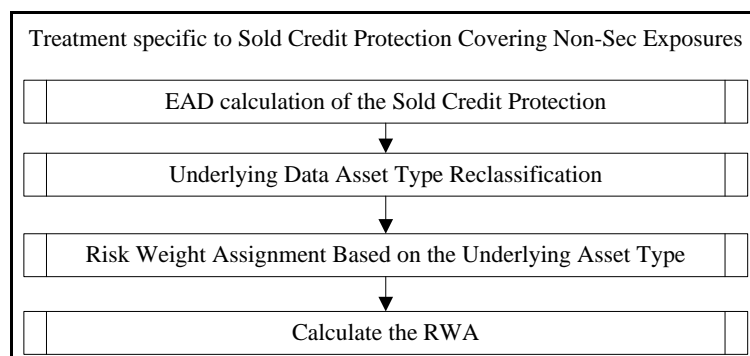 Treatment specific to Sold Credit Protection Covering Non-Sec Exposures
EAD calculation of the Sold Credit Protection
Underlying Data Asset Type Reclassification
Risk Weight Assignment Based on the Underlying Asset Type
Calculate the RWA